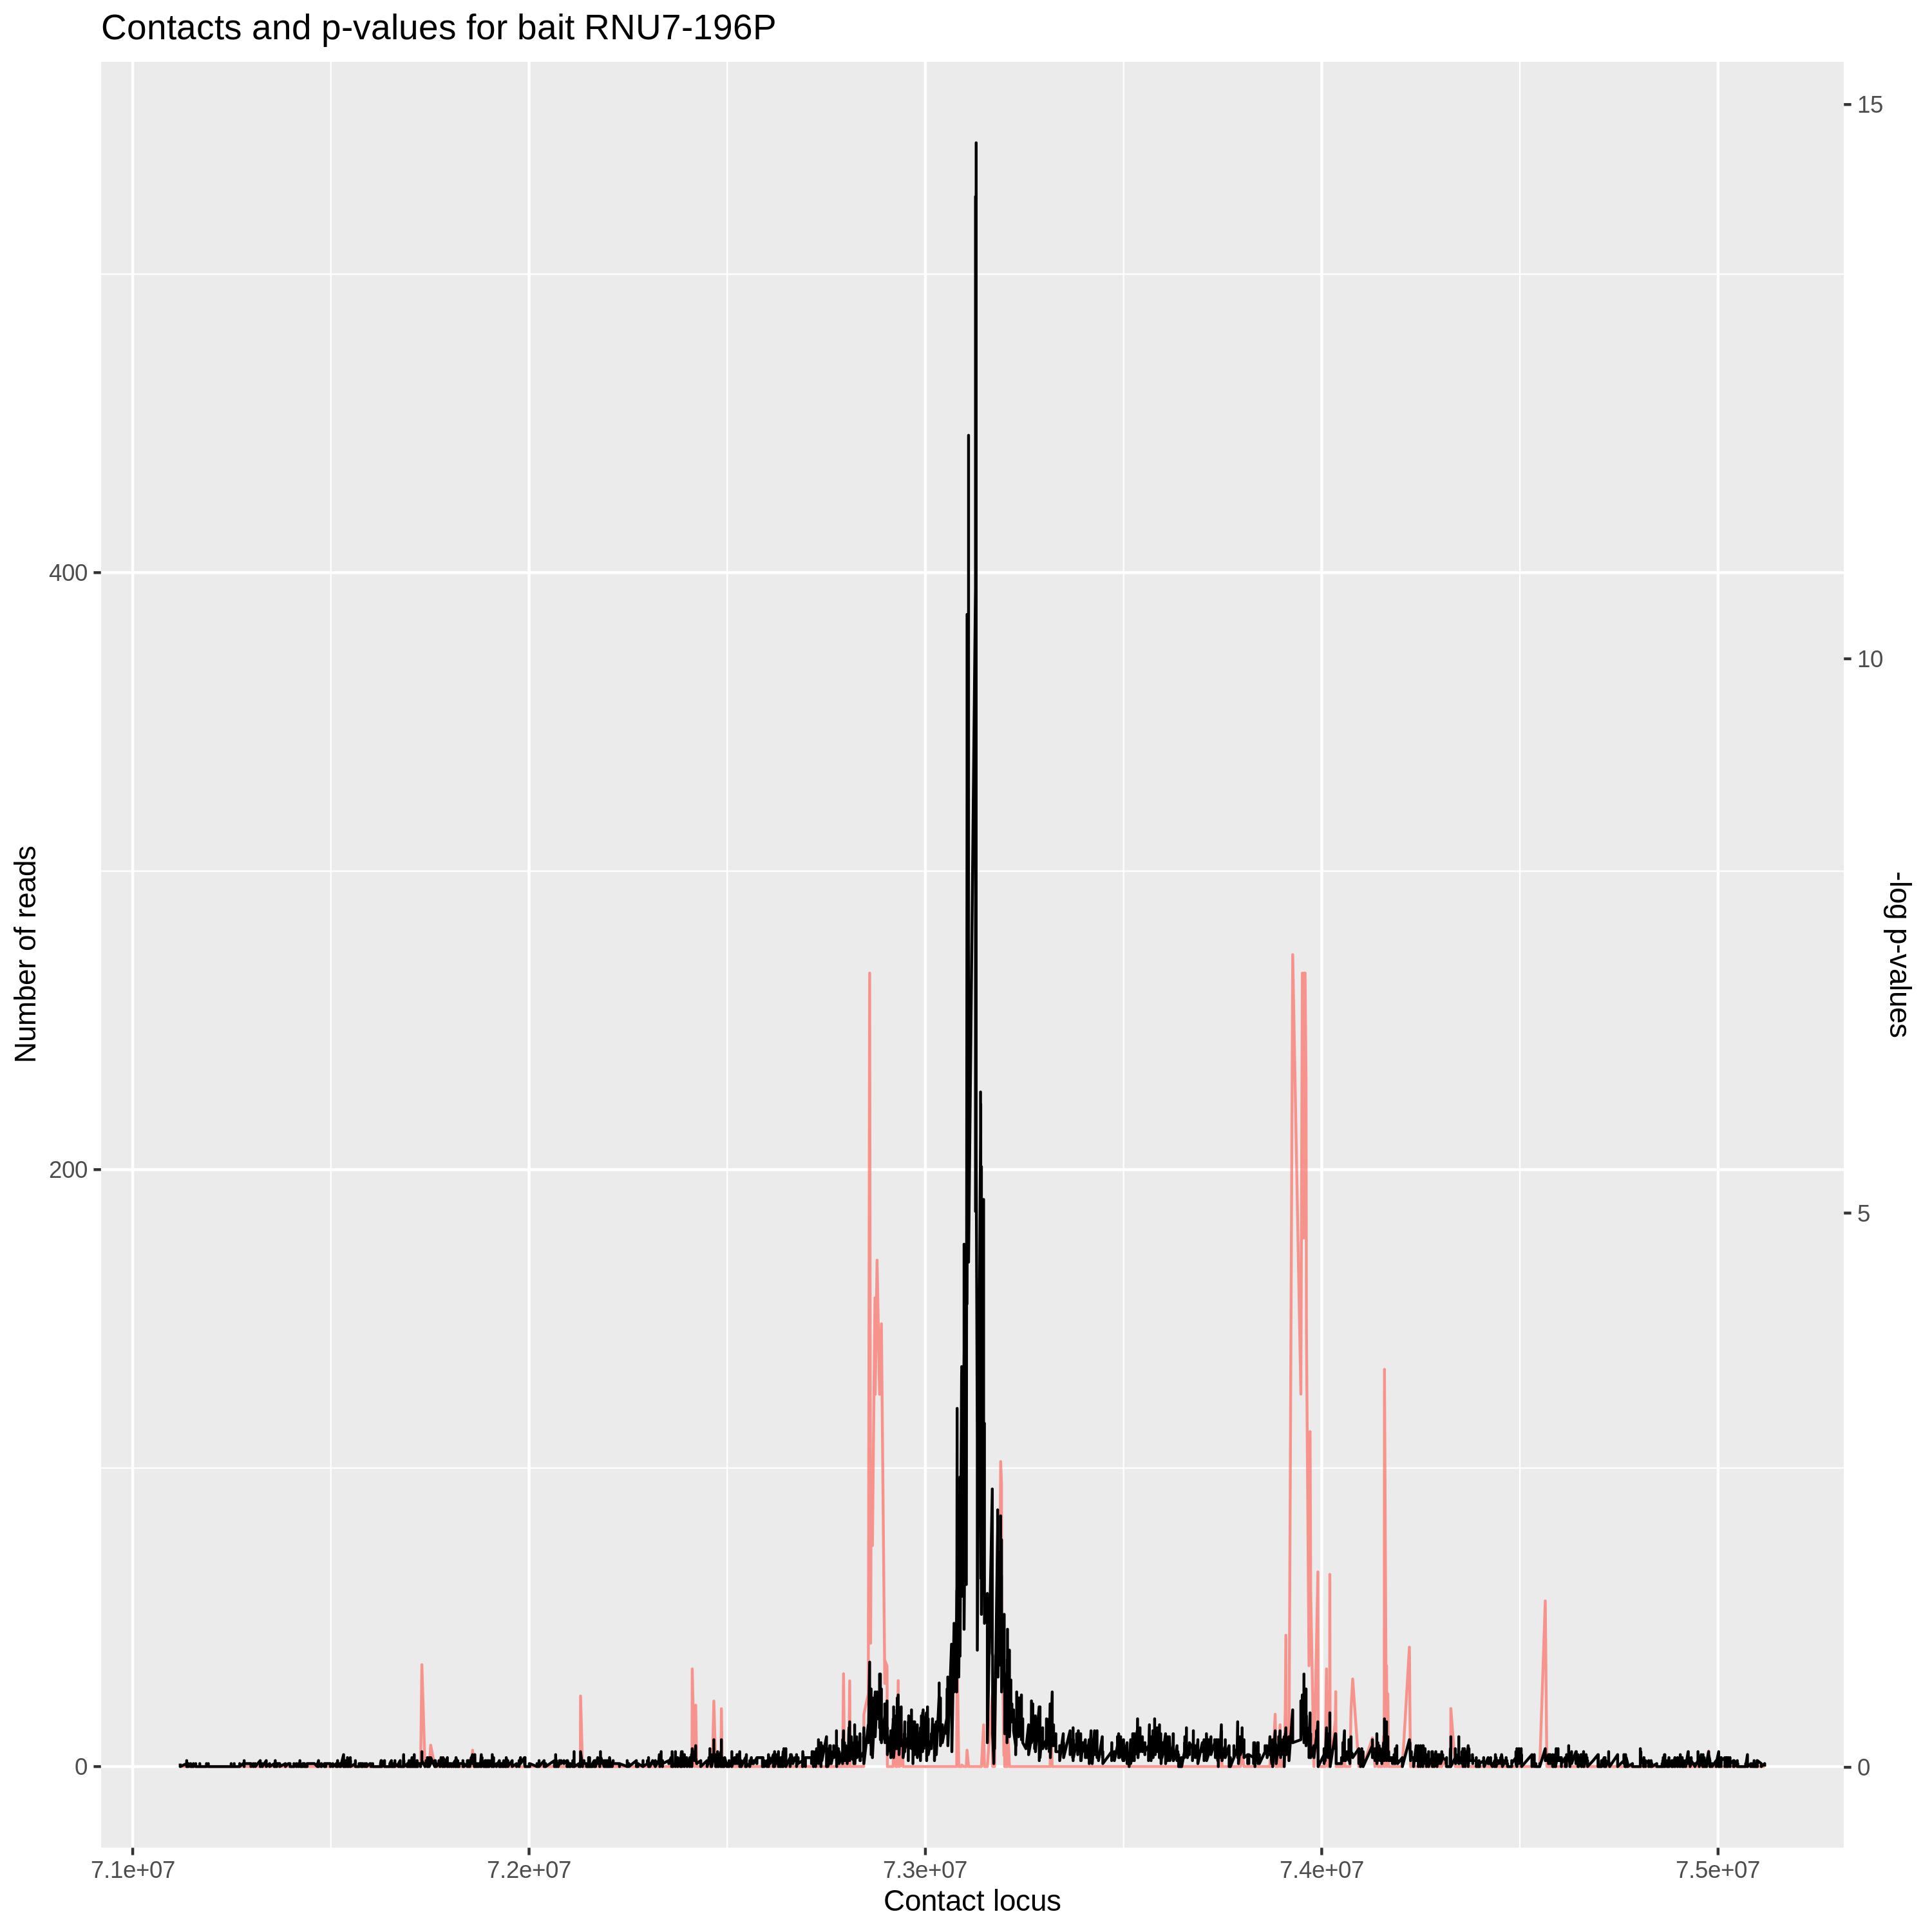 Contacts and p-values for bait RNU7-196P
15
400
10
Number of reads
-log p-values
200
5
0
0
7.1e+07
7.2e+07
7.3e+07
7.4e+07
7.5e+07
Contact locus